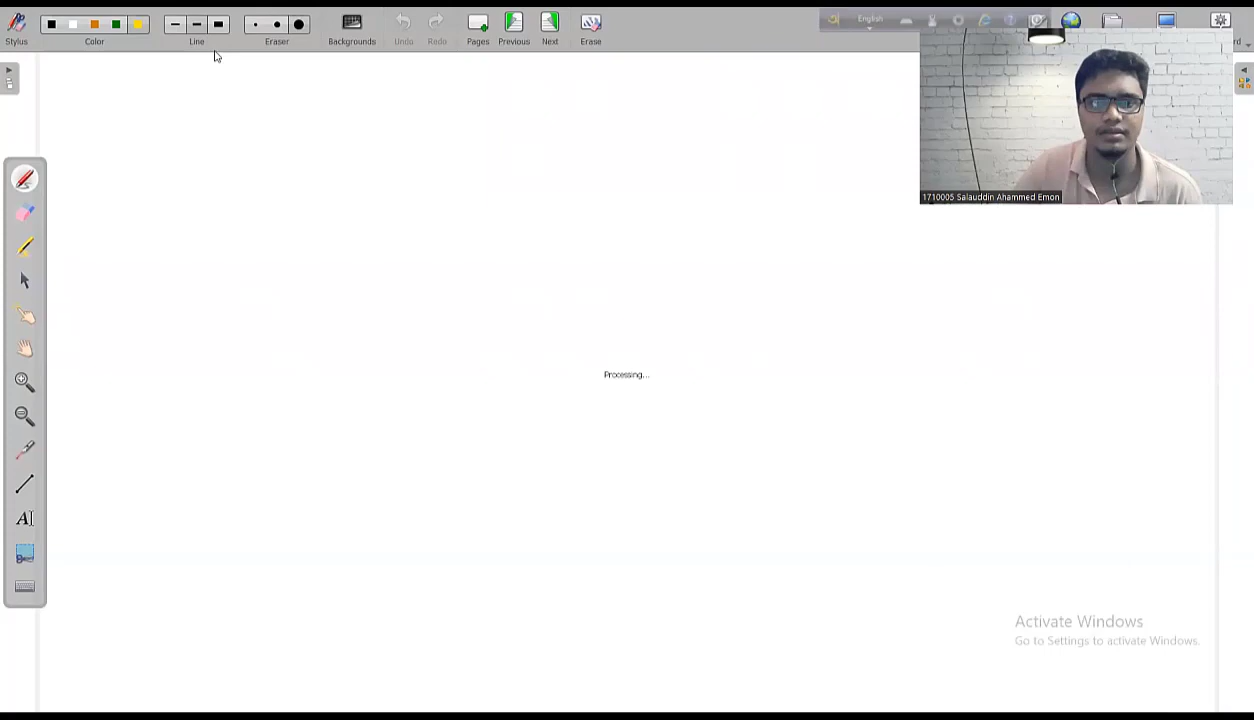 Stylus
Color
Line
Eraser
Backgrounds
Undo
Redo
Pages
Previous
Next
Erase
English
rd
1710005 Salauddin Ahammed Emon
A
Processing...
Activate Windows
Go to Settings to activate Windows.